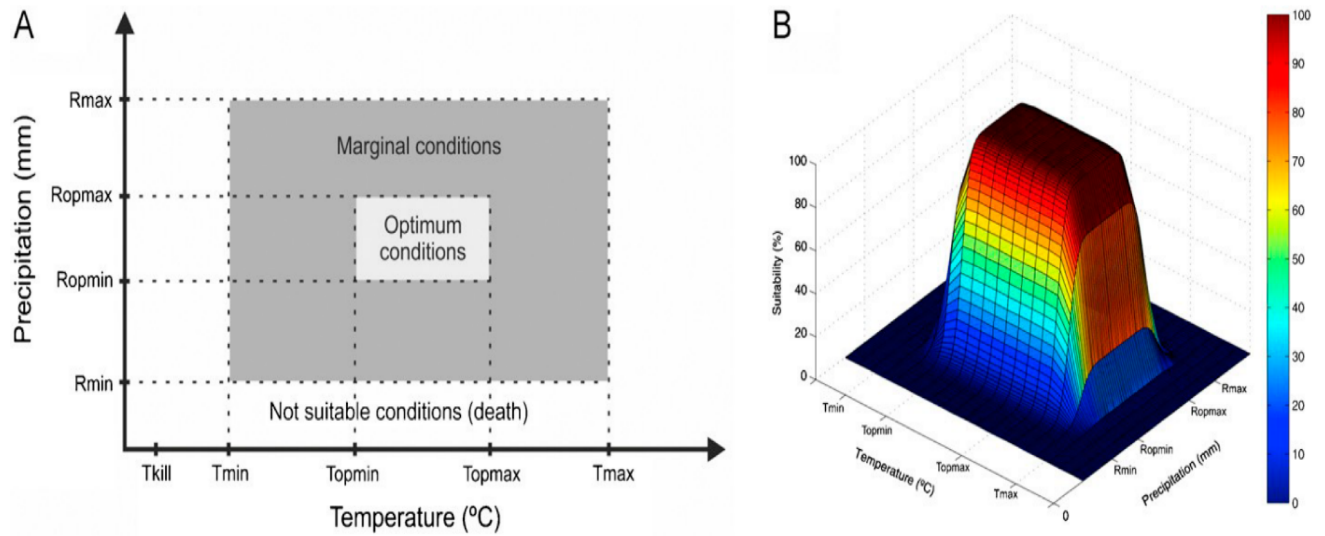 A
Precipitation (mm)
Rmax
Ropmax
Ropmin
Rmin
Marginal conditions
Optimum
conditions
Not suitable conditions (death)
Tkill Tmin Topmin Topmax Tmax
Temperature (ºC)
B
Suitability (%)
100
80
60
40
20
0
Tmin
Topmin
Topmax
Tmax
Temperature (ºC)
0
Rmin
Ropmin
Ropmax
Rmax
Precipitation (mm)
100
90
80
70
60
50
40
30
20
10
0